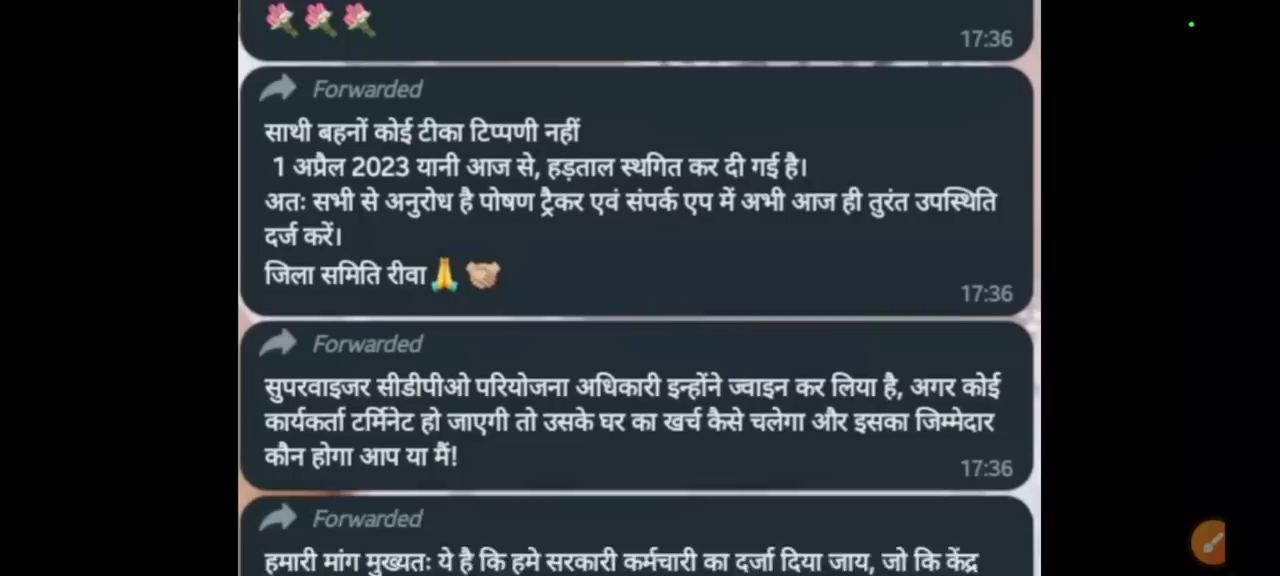 💐💐💐
17:36
Forwarded
साथी बहनों कोई टीका टिप्पणी नहीं
1 अप्रैल 2023 यानी आज से, हड़ताल स्थगित कर दी गई है।
अतः सभी से अनुरोध है पोषण ट्रैकर एवं संपर्क एप में अभी आज ही तुरंत उपस्थिति
दर्ज करें।
जिला समिति रीवा🙏🤝🏼
17:36
Forwarded
सुपरवाइजर सीडीपीओ परियोजना अधिकारी इन्होंने ज्वाइन कर लिया है, अगर कोई
कार्यकर्ता टर्मिनेट हो जाएगी तो उसके घर का खर्च कैसे चलेगा और इसका जिम्मेदार
कौन होगा आप या मैं!
17:36
Forwarded
हमारी मांग मुख्यतः ये है कि हमे सरकारी कर्मचारी का दर्जा दिया जाय, जो कि केंद्र